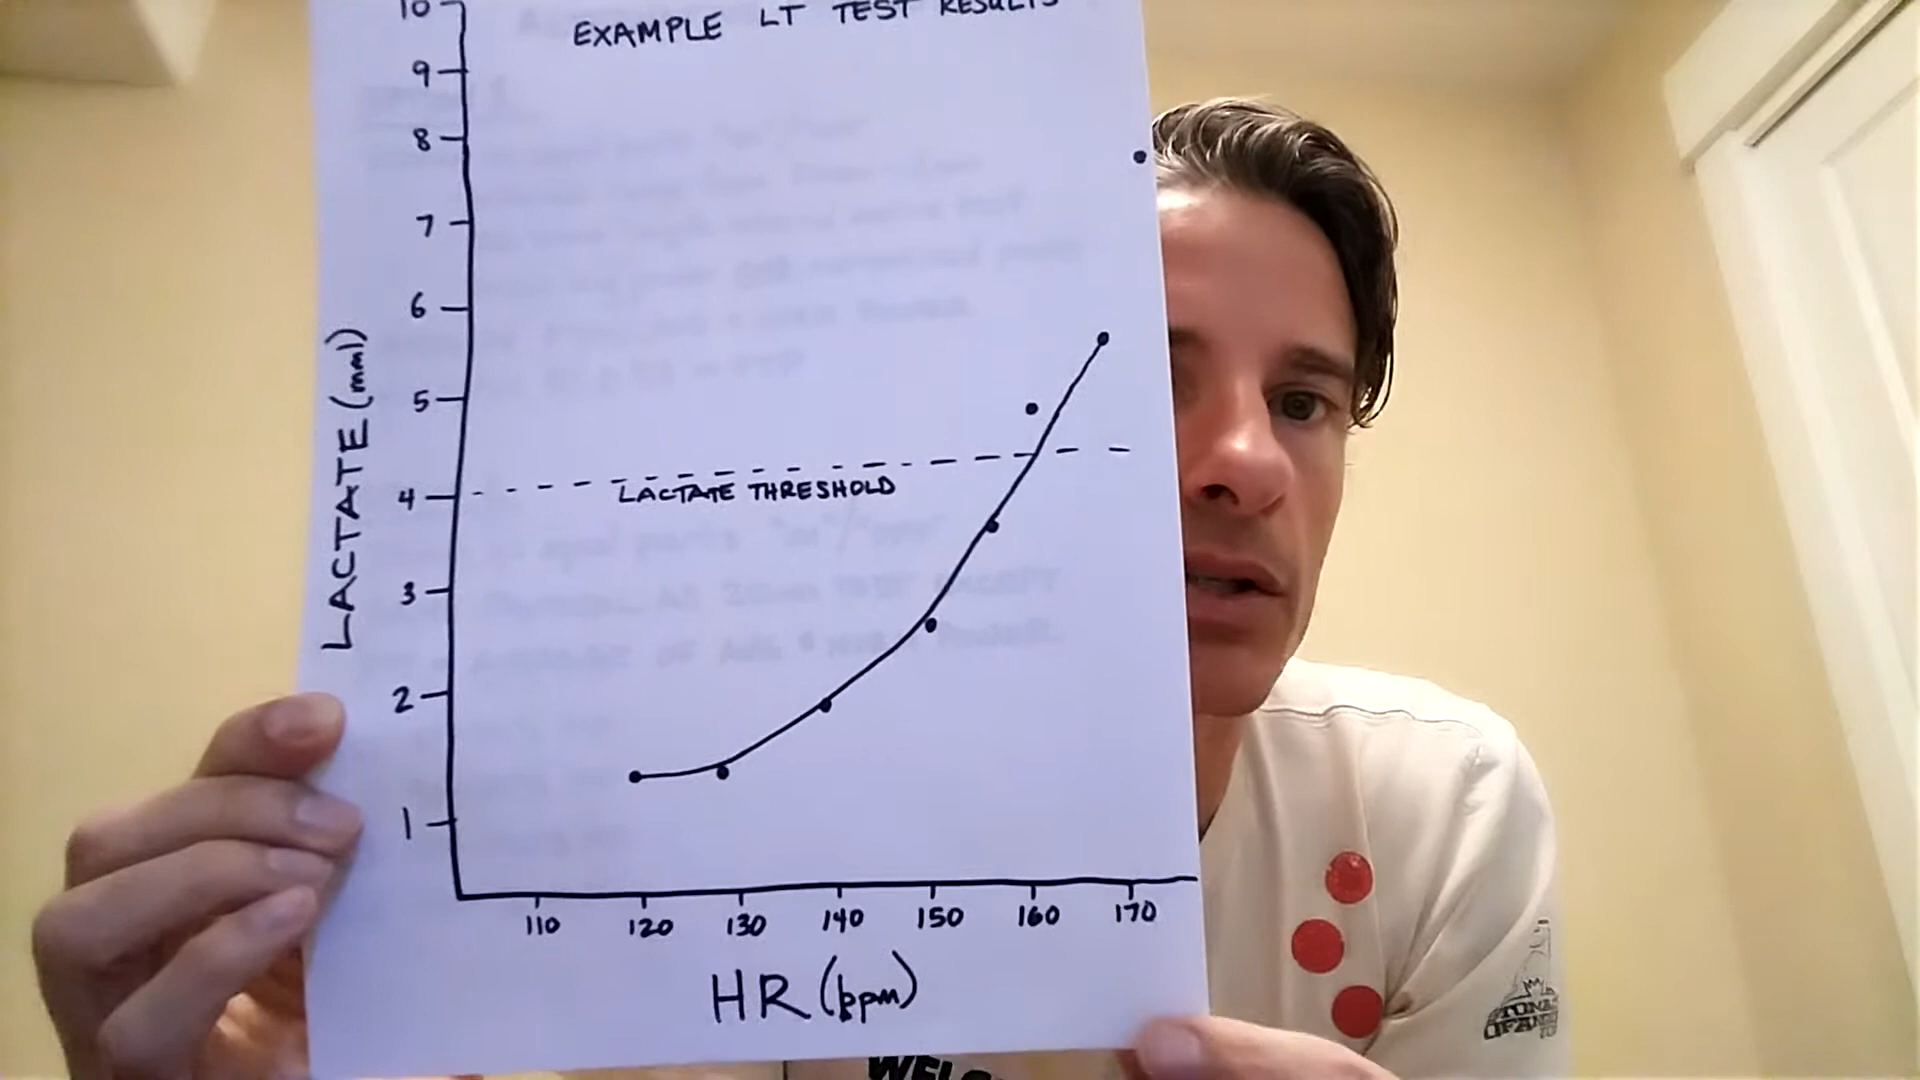 EXAMPLE LT TEST RESULTS
10
9
8
7
6
5
4
3
2
1
LACTATE (mml)
LACTATE THRESHOLD
110 120 130 140 150 160 170
HR (bpm)